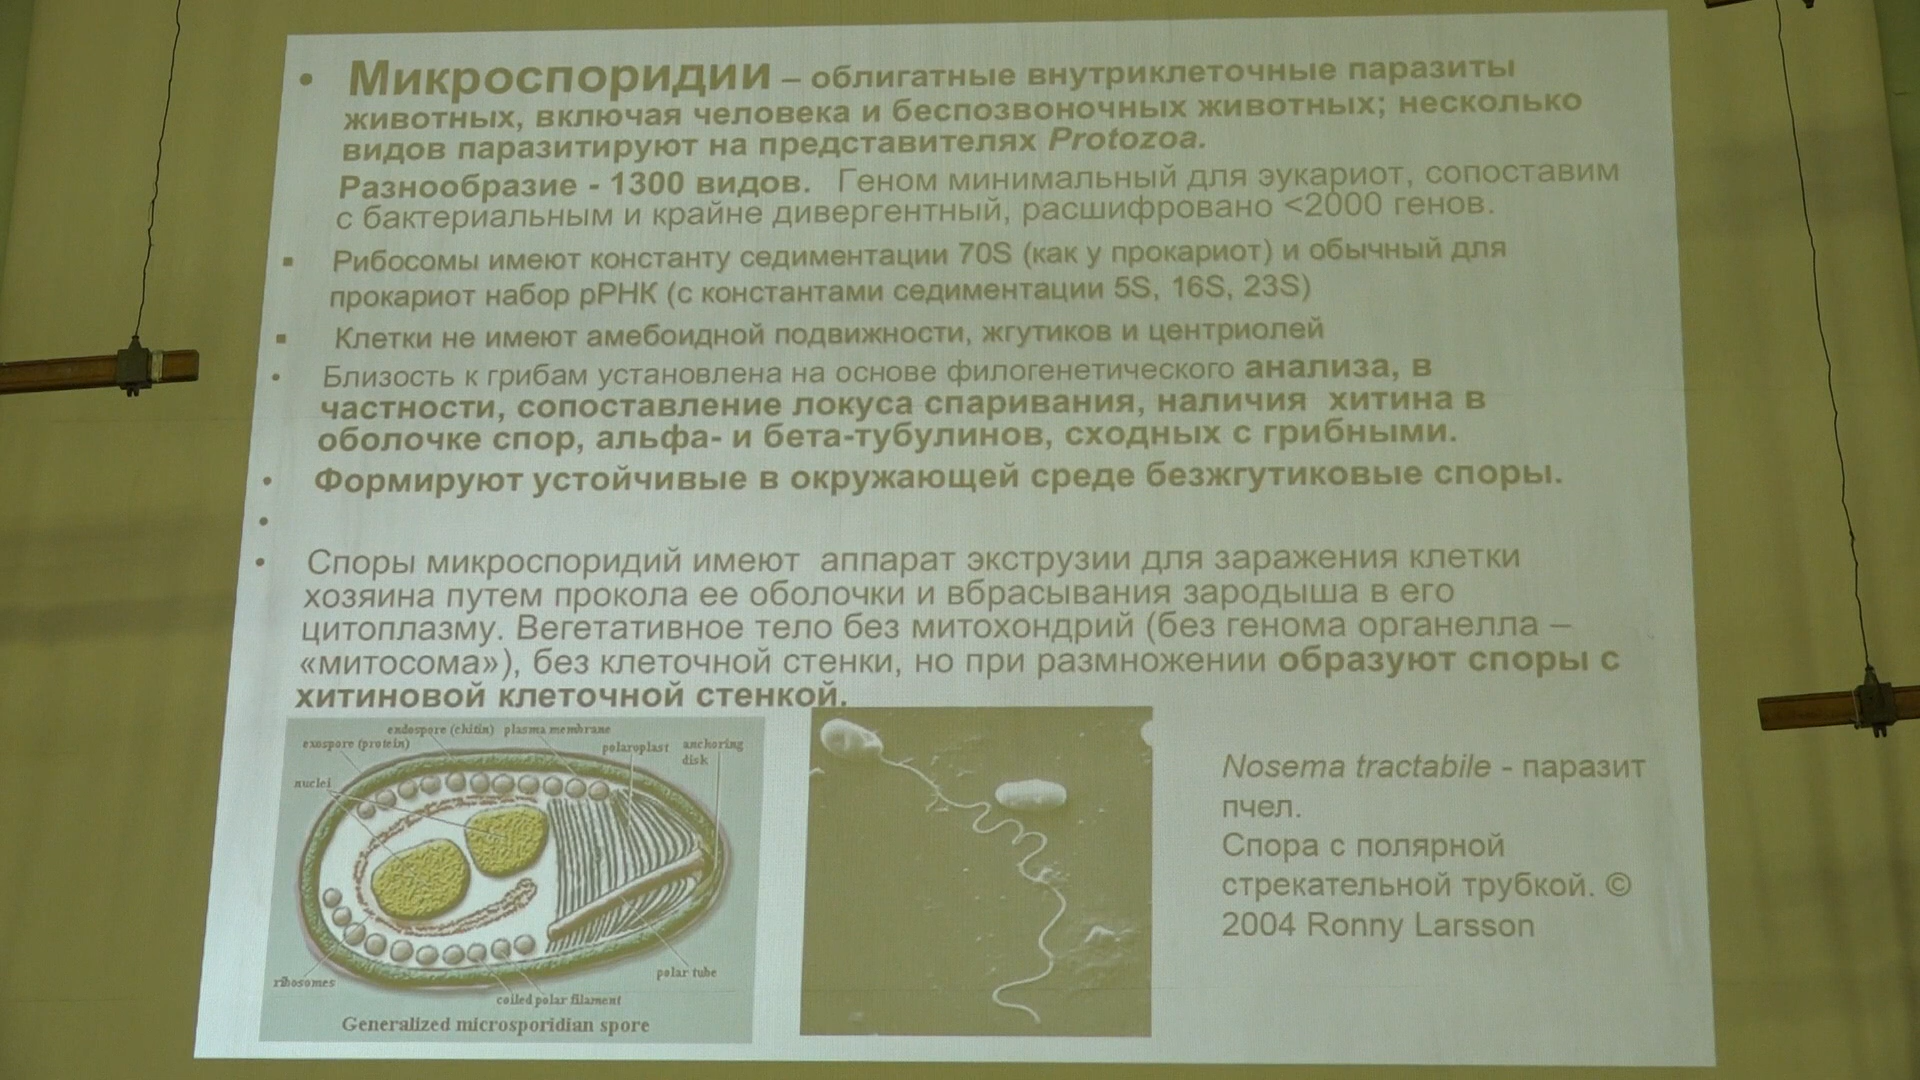 • Микроспоридии – облигатные внутриклеточные паразиты
животных, включая человека и беспозвоночных животных; несколько
видов паразитируют на представителях Protozoa.
Разнообразие - 1300 видов. Геном минимальный для эукариот, сопоставим
с бактериальным и крайне дивергентный, расшифровано <2000 генов.
▪ Рибосомы имеют константу седиментации 70S (как у прокариот) и обычный для
прокариот набор рРНК (с константами седиментации 5S, 16S, 23S)
▪ Клетки не имеют амебоидной подвижности, жгутиков и центриолей
• Близость к грибам установлена на основе филогенетического анализа, в
частности, сопоставление локуса спаривания, наличия хитина в
оболочке спор, альфа- и бета-тубулинов, сходных с грибными.
• Формируют устойчивые в окружающей среде безжгутиковые споры.
•
• Споры микроспоридий имеют аппарат экструзии для заражения клетки
хозяина путем прокола ее оболочки и вбрасывания зародыша в его
цитоплазму. Вегетативное тело без митохондрий (без генома органелла –
«митосома»), без клеточной стенки, но при размножении образуют споры с
хитиновой клеточной стенкой.
endospore (chitin) plasma membrane
exospore (protein)
polaroplast
anchoring
disk
nuclei
ribosomes
polar tube
coiled polar filament
Generalized microsporidian spore
Nosema tractabile - паразит
пчел.
Спора с полярной
стрекательной трубкой. ©
2004 Ronny Larsson